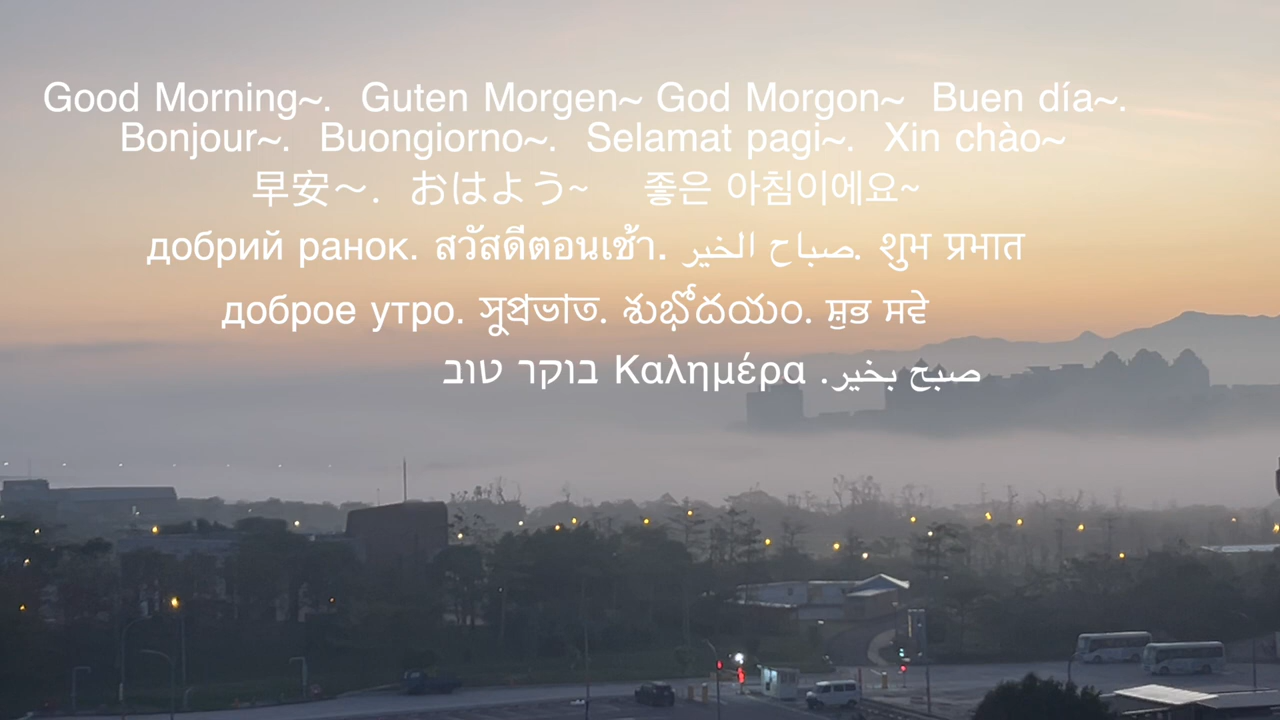 Good Morning~. Guten Morgen~ God Morgon~ Buen día~.
Bonjour~. Buongiorno~. Selamat pagi~. Xin chào~
早安～. おはよう~ 좋은 아침이에요~
добрий ранок. สวัสดีตอนเช้า. صباح الخير. शुभ प्रभात
доброе утро. সুপ্রভাত. శుభోదయం. ਸ਼ੁਭ ਸਵੇ
בוקר טוב Καλημέρα صبح بخیر.